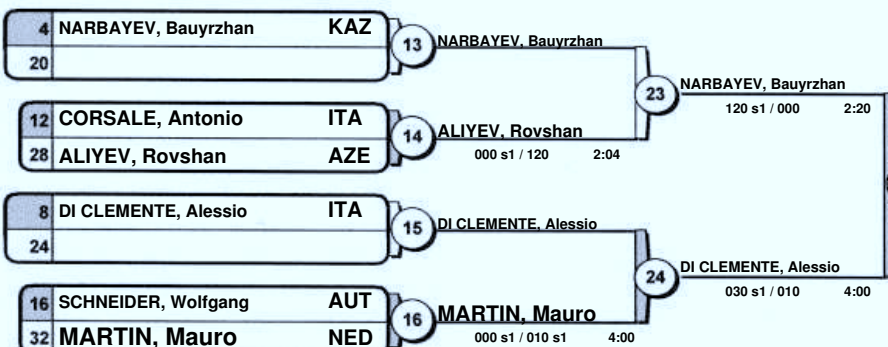 4 NARBAYEV, Bauyrzhan KAZ
20
13 NARBAYEV, Bauyrzhan
12 CORSALE, Antonio ITA
28 ALIYEV, Rovshan AZE
14 ALIYEV, Rovshan
000 s1 / 120 2:04
23 NARBAYEV, Bauyrzhan
120 s1 / 000 2:20
8 DI CLEMENTE, Alessio ITA
24
15 DI CLEMENTE, Alessio
16 SCHNEIDER, Wolfgang AUT
32 MARTIN, Mauro NED
16 MARTIN, Mauro
000 s1 / 010 s1 4:00
24 DI CLEMENTE, Alessio
030 s1 / 010 4:00